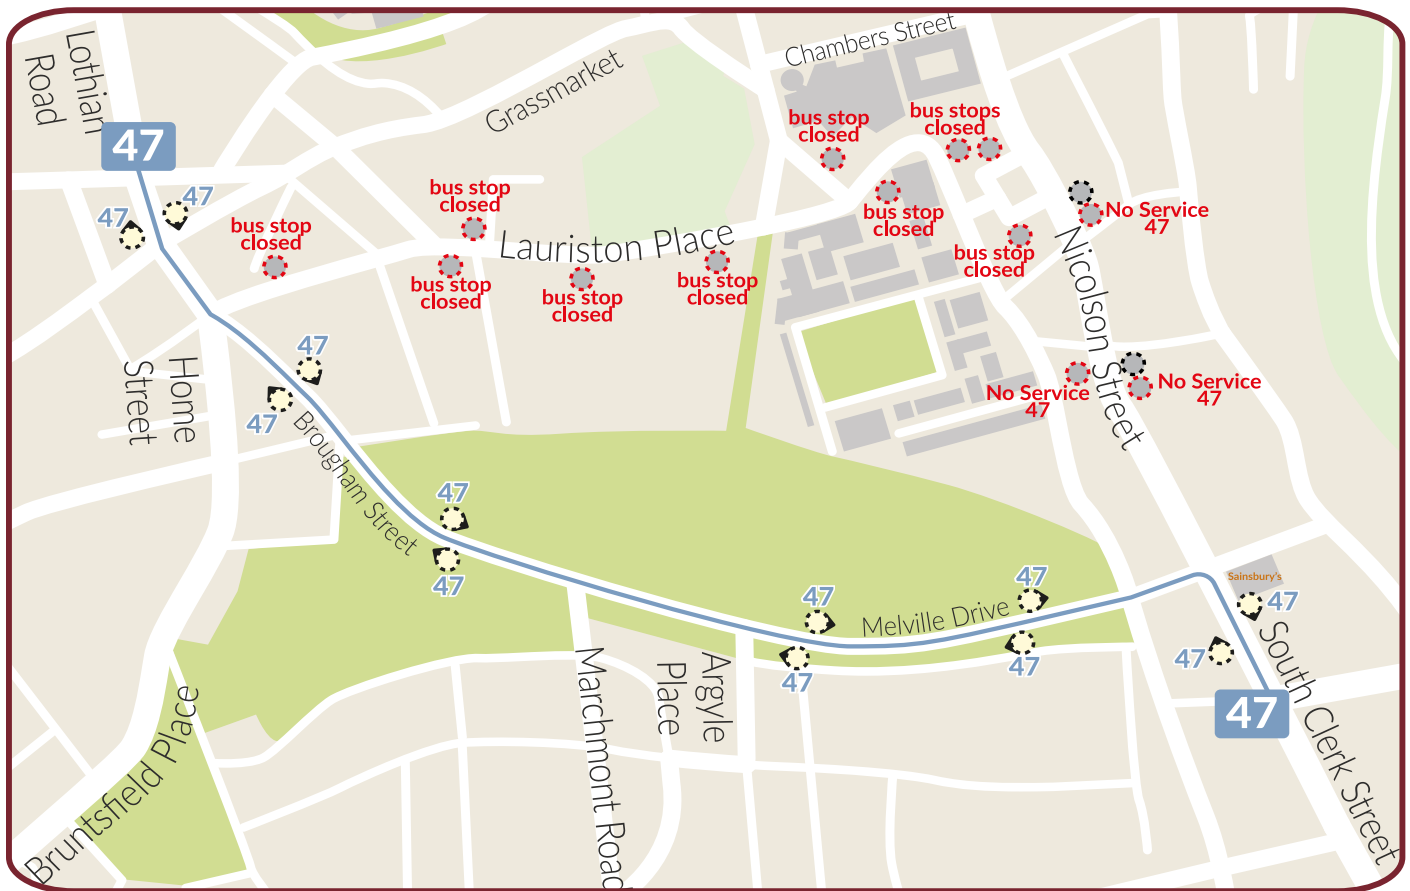 Chambers Street
Lothian
Road
Grassmarket
47
bus stop
closed
bus stops
closed
47
47
bus stop
closed
bus stop
closed
Lauriston Place
bus stop
closed
bus stop
closed
bus stop
closed
bus stop
closed
bus stop
closed
No Service
47
Nicolson Street
No Service
47
No Service
47
Home
Street
47
47
Brougham Street
47
47
Sainsbury's
47
47
Melville Drive
47
47
47
47
South Clerk Street
47
Argyle
Place
Marchmont Road
Bruntsfield Place